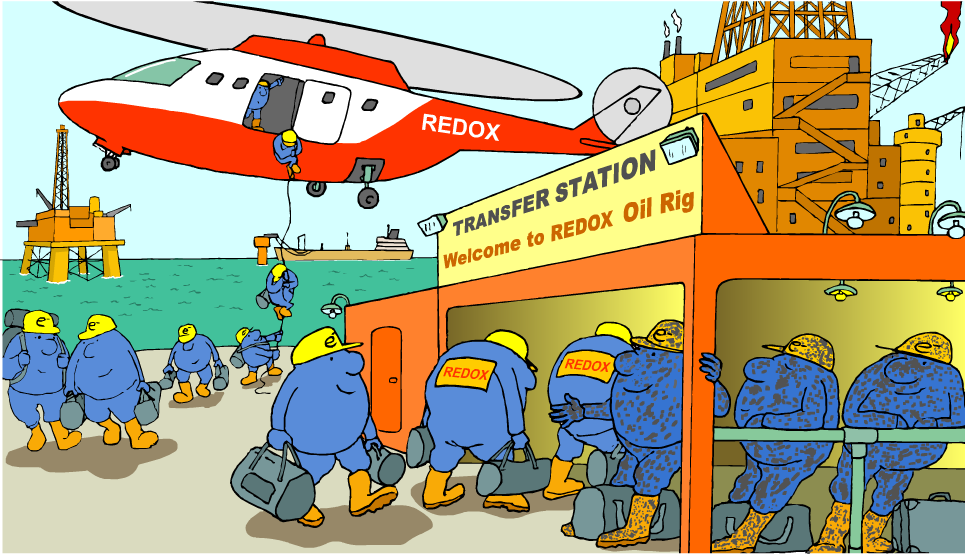 REDOX
TRANSFER STATION
Welcome to REDOX Oil Rig
e-
e-
e
e
REDOX
REDOX